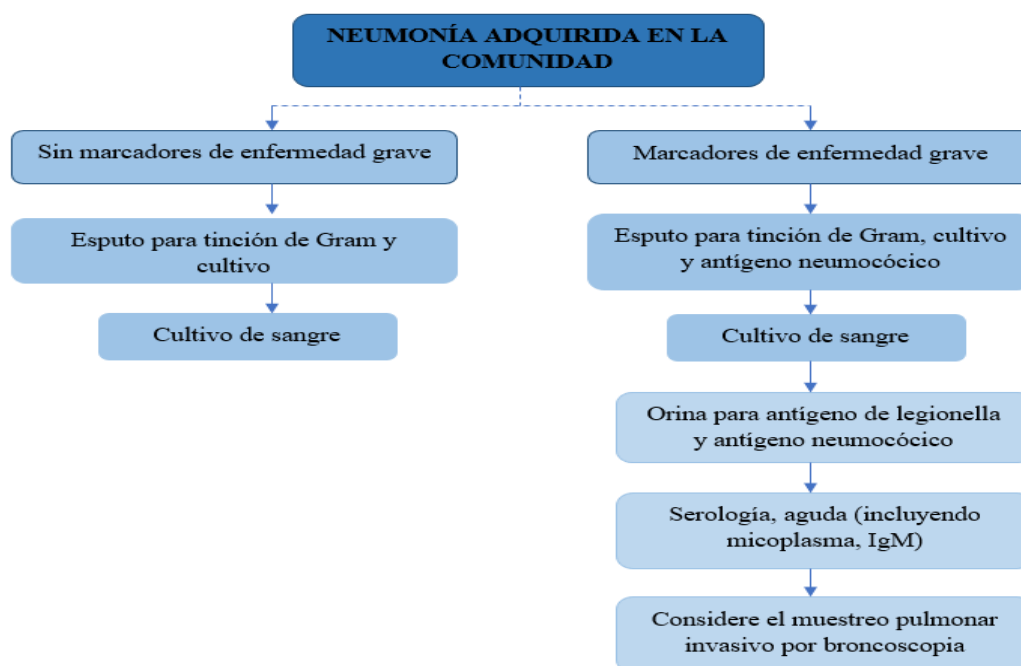 NEUMONÍA ADQUIRIDA EN LA
COMUNIDAD
Sin marcadores de enfermedad grave
Esputo para tinción de Gram y
cultivo
Cultivo de sangre
Marcadores de enfermedad grave
Esputo para tinción de Gram, cultivo
y antígeno neumocócico
Cultivo de sangre
Orina para antígeno de legionella
y antígeno neumocócico
Serología, aguda (incluyendo
micoplasma, IgM)
Considere el muestreo pulmonar
invasivo por broncoscopia